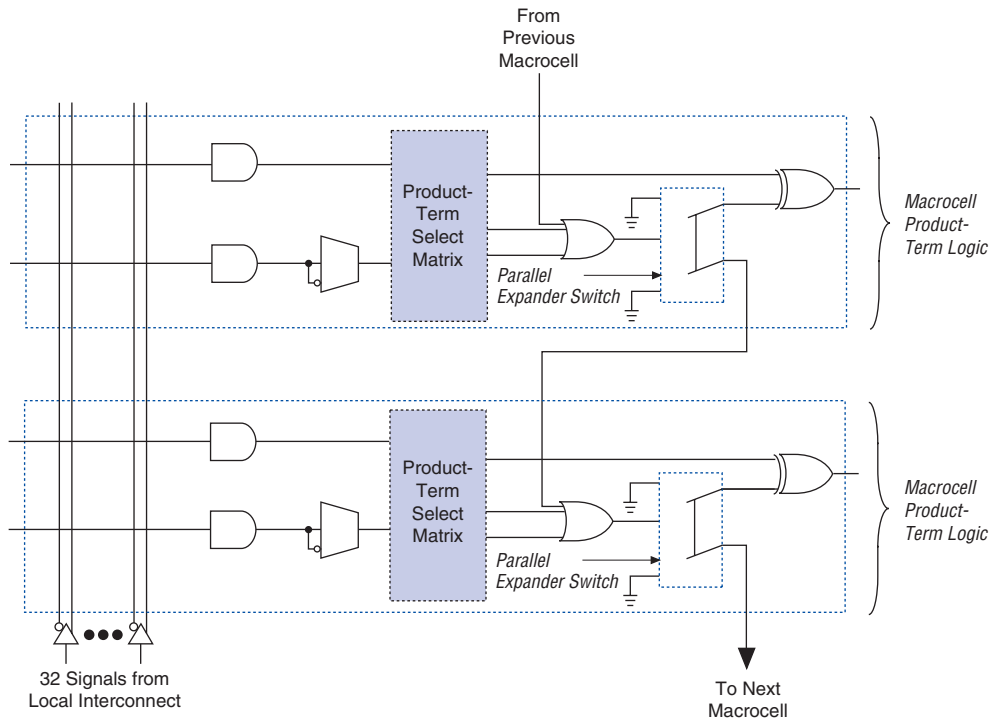 From
Previous
Macrocell
Product-
Term
Select
Matrix
Parallel
Expander Switch
Macrocell
Product-
Term Logic
Product-
Term
Select
Matrix
Parallel
Expander Switch
Macrocell
Product-
Term Logic
32 Signals from
Local Interconnect
To Next
Macrocell